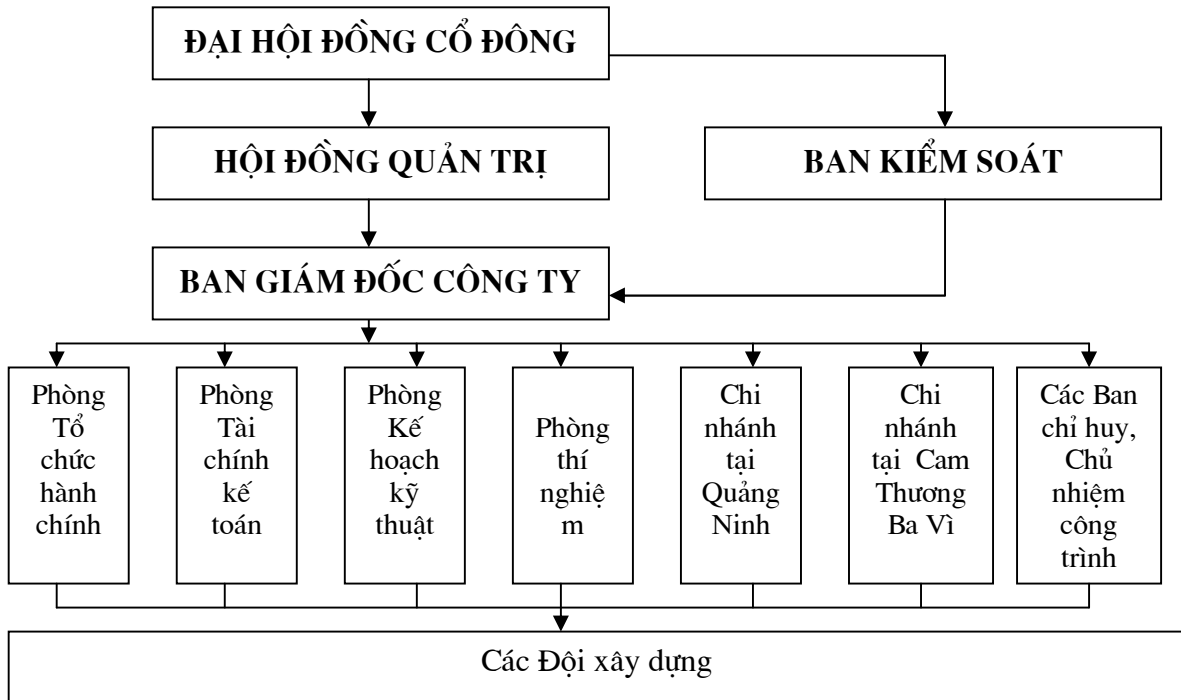 ĐẠI HỘI ĐỒNG CỔ ĐÔNG
HỘI ĐỒNG QUẢN TRỊ
BAN KIỂM SOÁT
BAN GIÁM ĐỐC CÔNG TY
Phòng
Tổ
chức
hành
chính
Phòng
Tài
chính
kế
toán
Phòng
Kế
hoạch
kỹ
thuật
Phòng
thí
nghiệ
m
Chi
nhánh
tại
Quảng
Ninh
Chi
nhánh
tại Cam
Thương
Ba Vì
Các Ban
chỉ huy,
Chủ
nhiệm
công
trình
Các Đội xây dựng